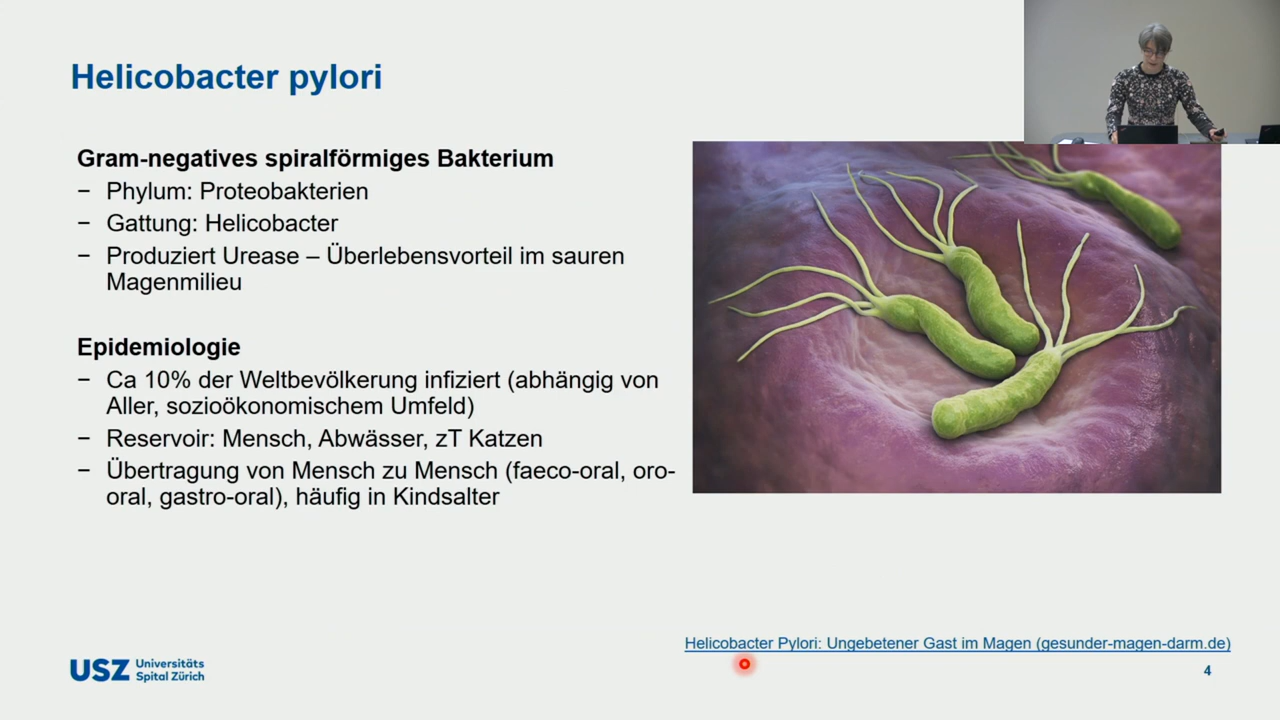 Helicobacter pylori
Gram-negatives spiralförmiges Bakterium
− Phylum: Proteobakterien
− Gattung: Helicobacter
− Produziert Urease – Überlebensvorteil im sauren
Magenmilieu
Epidemiologie
− Ca 10% der Weltbevölkerung infiziert (abhängig von
Aller, sozioökonomischem Umfeld)
− Reservoir: Mensch, Abwässer, zT Katzen
− Übertragung von Mensch zu Mensch (faeco-oral, oro-
oral, gastro-oral), häufig in Kindsalter
Helicobacter Pylori: Ungebetener Gast im Magen (gesunder-magen-darm.de)
USZ Universitäts
Spital Zürich
4